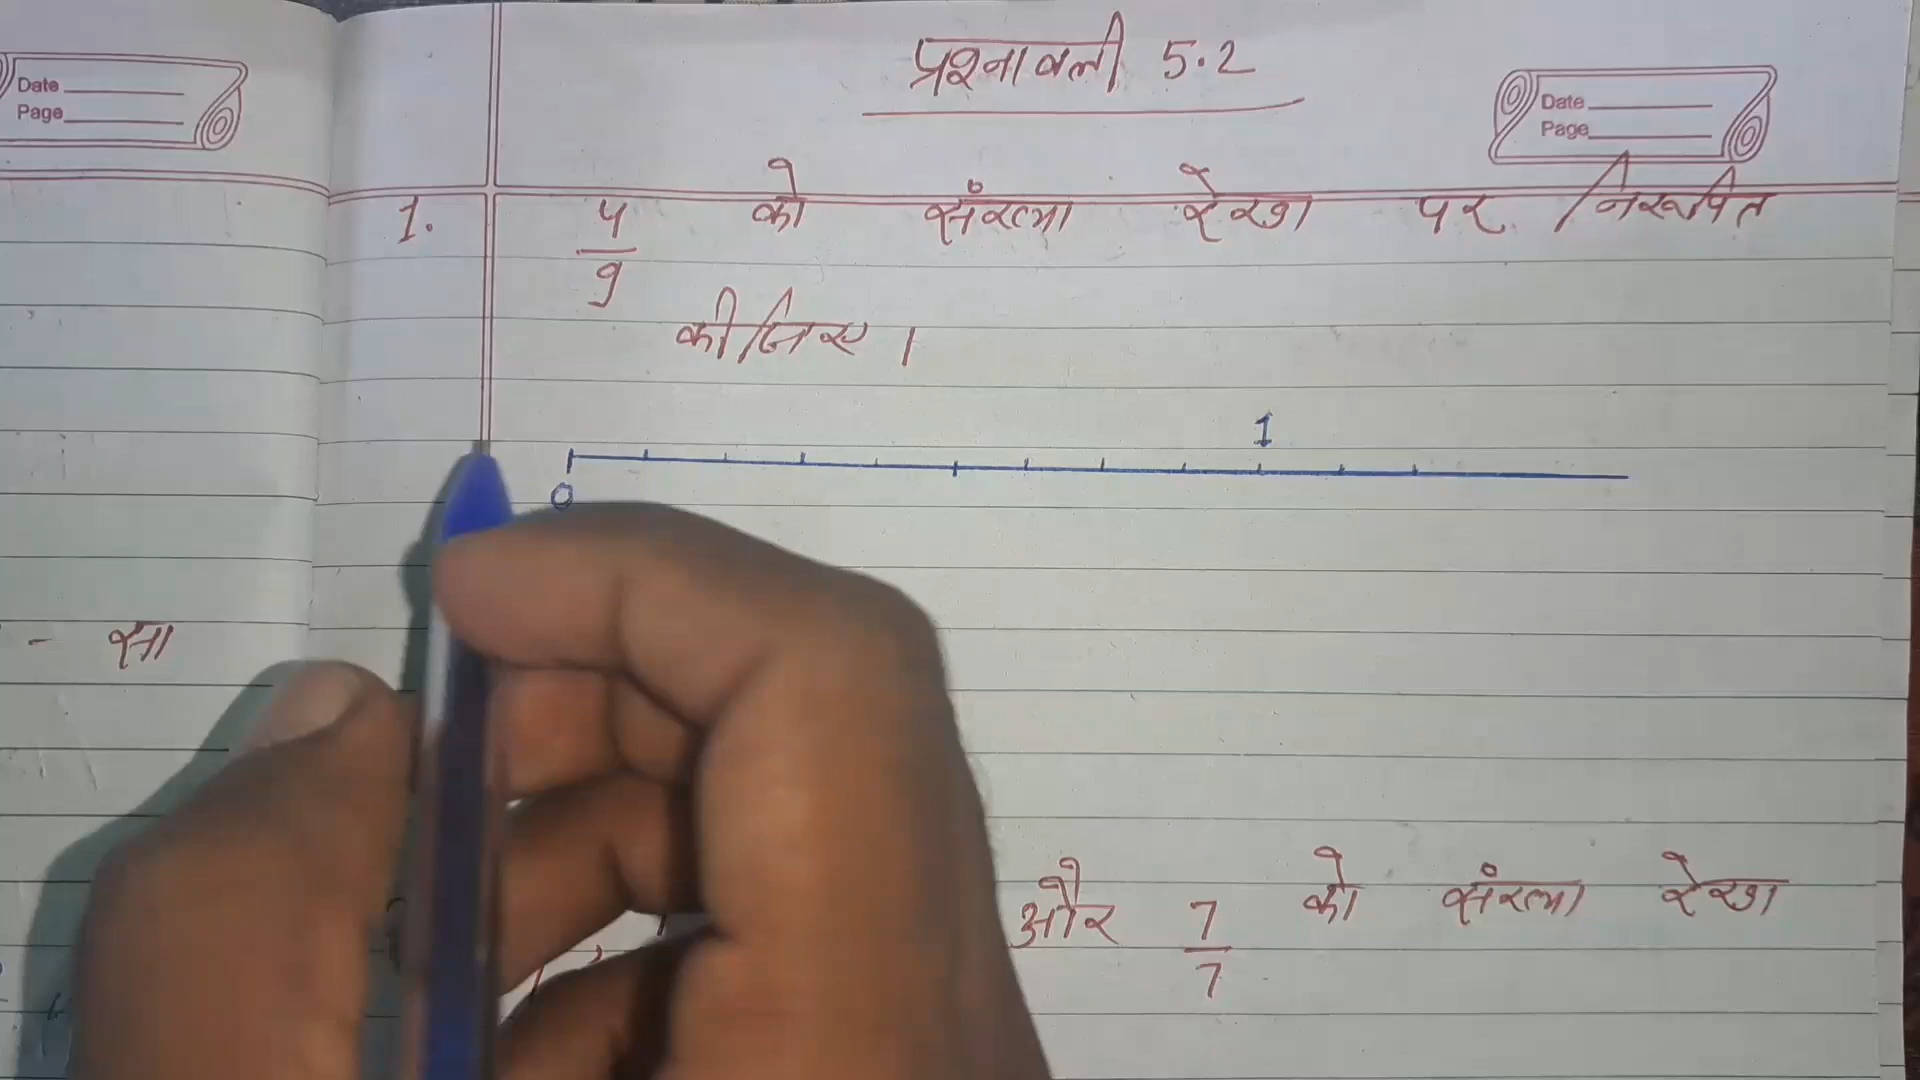 प्रश्नावली 5.2
Date
Page
Date
Page
1. 4/9 को संख्या रेखा पर निरूपित
कीजिए।
1
0
- सा
और 7/7 को संख्या रेखा